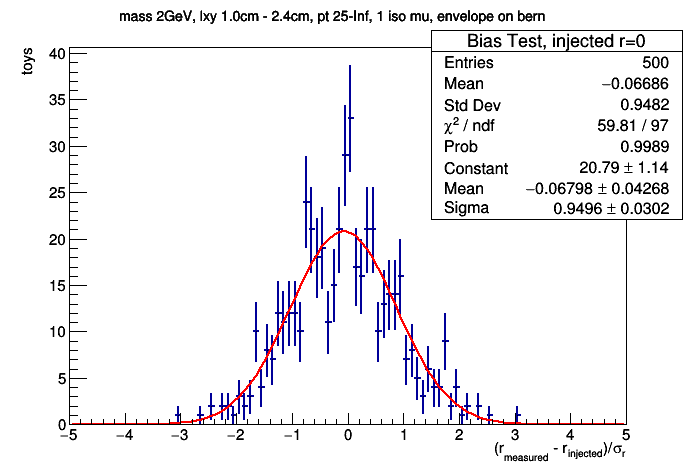 mass 2GeV, lxy 1.0cm - 2.4cm, pt 25-Inf, 1 iso mu, envelope on bern
Bias Test, injected r=0
Entries 500
Mean −0.06686
Std Dev 0.9482
χ² / ndf 59.81 / 97
Prob 0.9989
Constant 20.79 ± 1.14
Mean −0.06798 ± 0.04268
Sigma 0.9496 ± 0.0302
toys
40
35
30
25
20
15
10
5
0
−5 −4 −3 −2 −1 0 1 2 3 4 5
(r_measured - r_injected)/σ_r